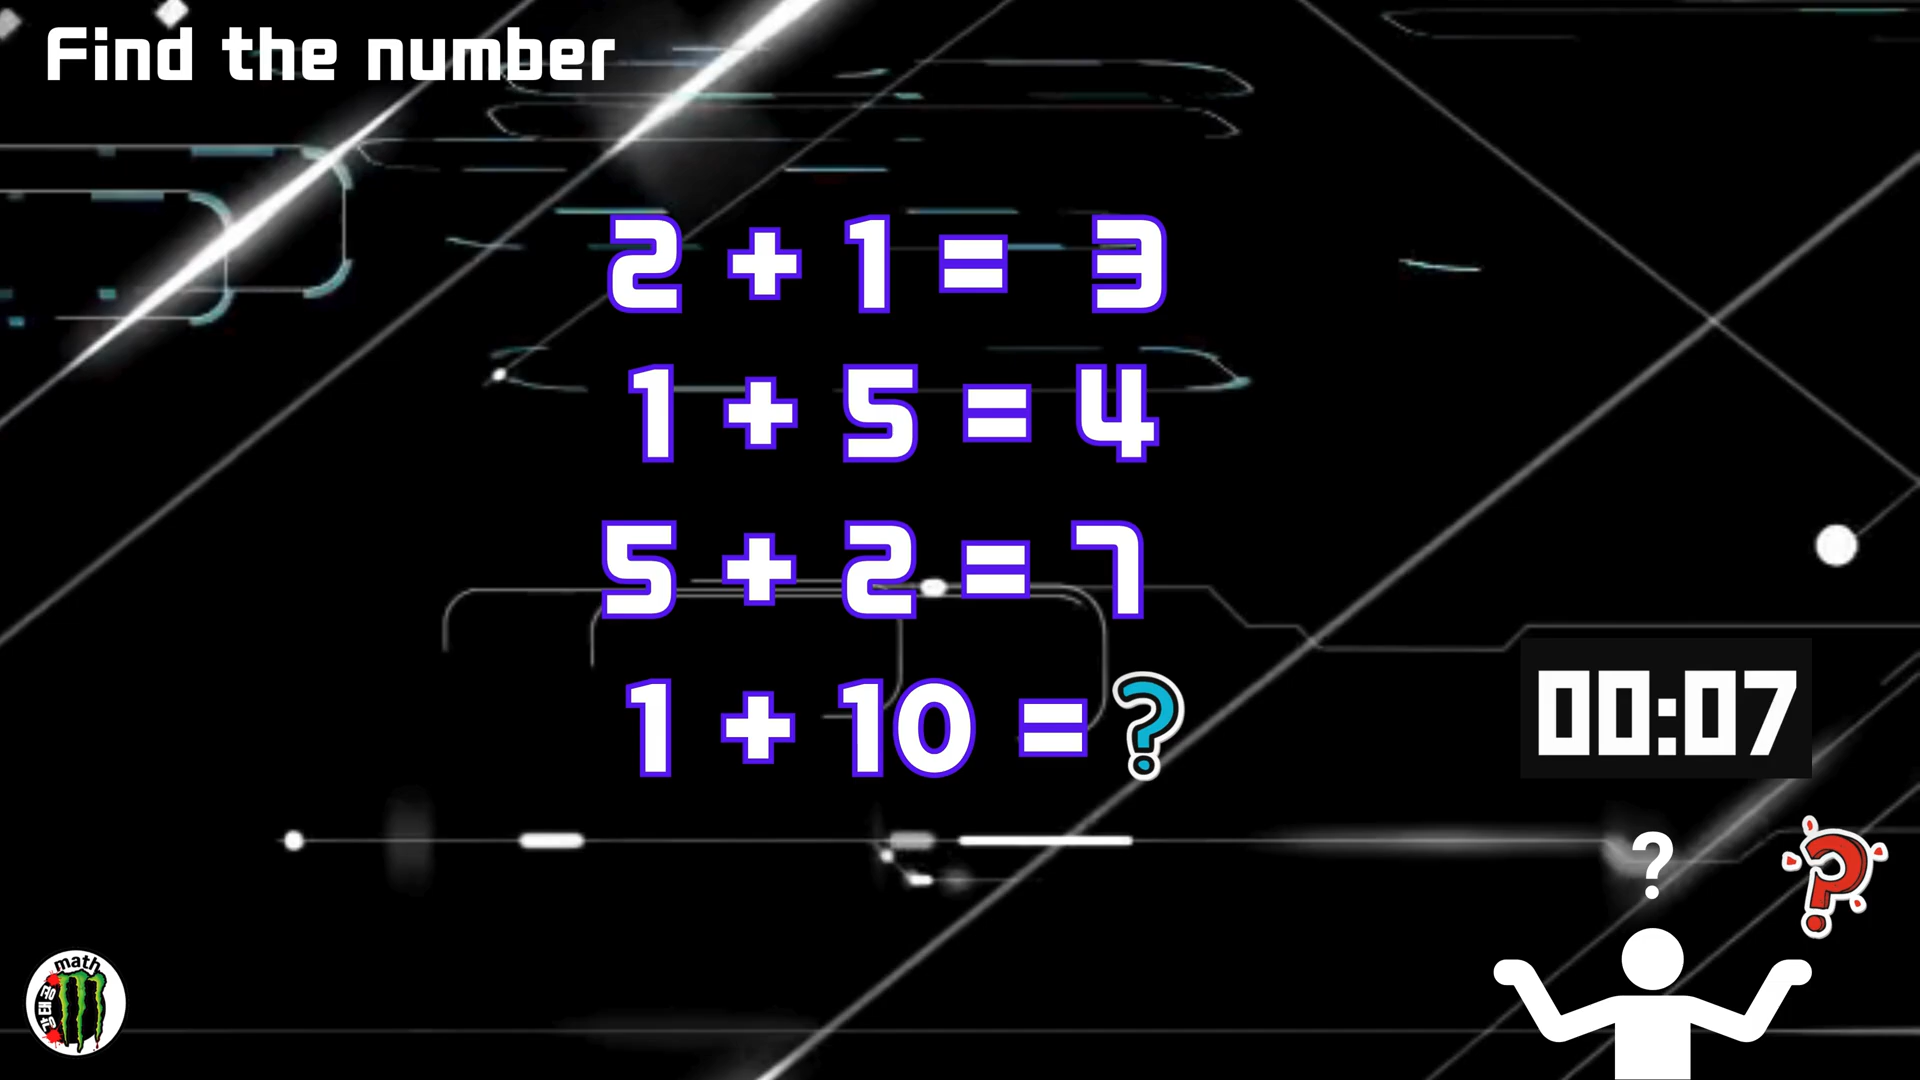 Find the number
2 + 1 = 3
1 + 5 = 4
5 + 2 = 7
1 + 10 = ?
00:07
?
?
math